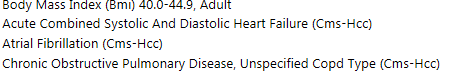 Body Mass Index (Bmi) 40.0-44.9, Adult
Acute Combined Systolic And Diastolic Heart Failure (Cms-Hcc)
Atrial Fibrillation (Cms-Hcc)
Chronic Obstructive Pulmonary Disease, Unspecified Copd Type (Cms-Hcc)